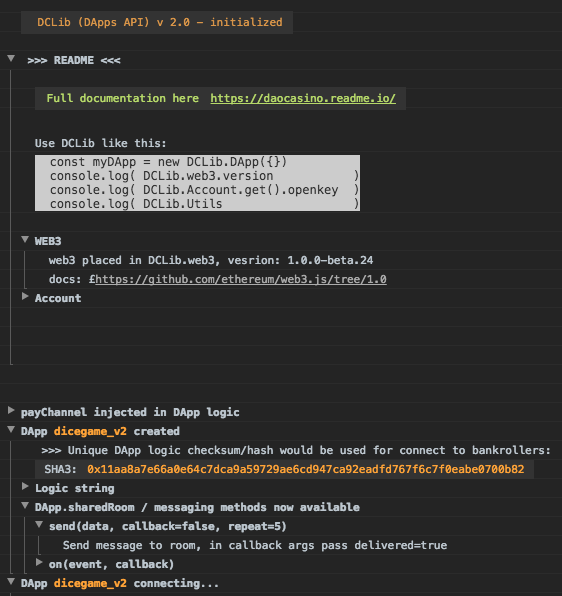 DCLib (DApps API) v 2.0 - initialized
>>> README <<<
Full documentation here https://daocasino.readme.io/
Use DCLib like this:
const myDApp = new DCLib.DApp({})
console.log( DCLib.web3.version )
console.log( DCLib.Account.get().openkey )
console.log( DCLib.Utils )
WEB3
web3 placed in DCLib.web3, vesrion: 1.0.0-beta.24
docs: £https://github.com/ethereum/web3.js/tree/1.0
Account
payChannel injected in DApp logic
DApp dicegame_v2 created
>>> Unique DApp logic checksum/hash would be used for connect to bankrollers:
SHA3: 0x11aa8a7e66a0e64c7dca9a59729ae6cd947ca92eadfd767f6c7f0eabe0700b82
Logic string
DApp.sharedRoom / messaging methods now available
send(data, callback=false, repeat=5)
Send message to room, in callback args pass delivered=true
on(event, callback)
DApp dicegame_v2 connecting...